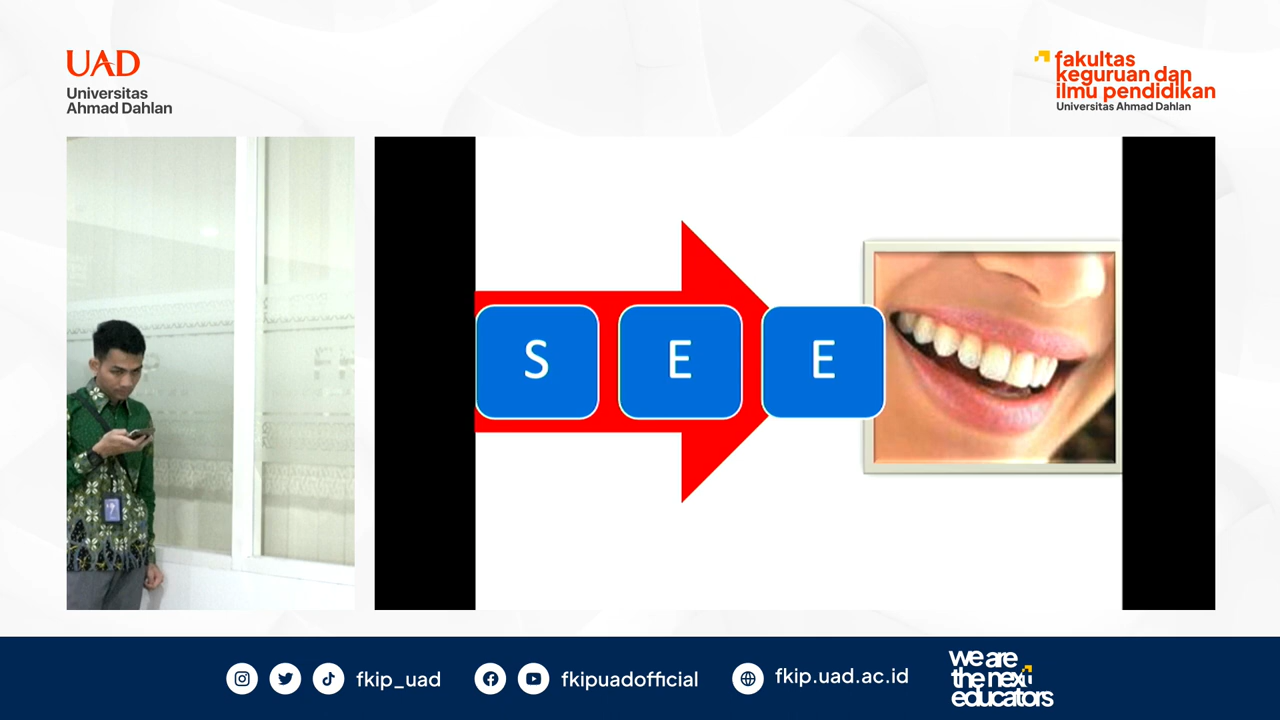 UAD
Universitas
Ahmad Dahlan
fakultas
keguruan dan
ilmu pendidikan
Universitas Ahmad Dahlan
S E E
fkip_uad
fkipuadofficial
fkip.uad.ac.id
we are
the next
educators